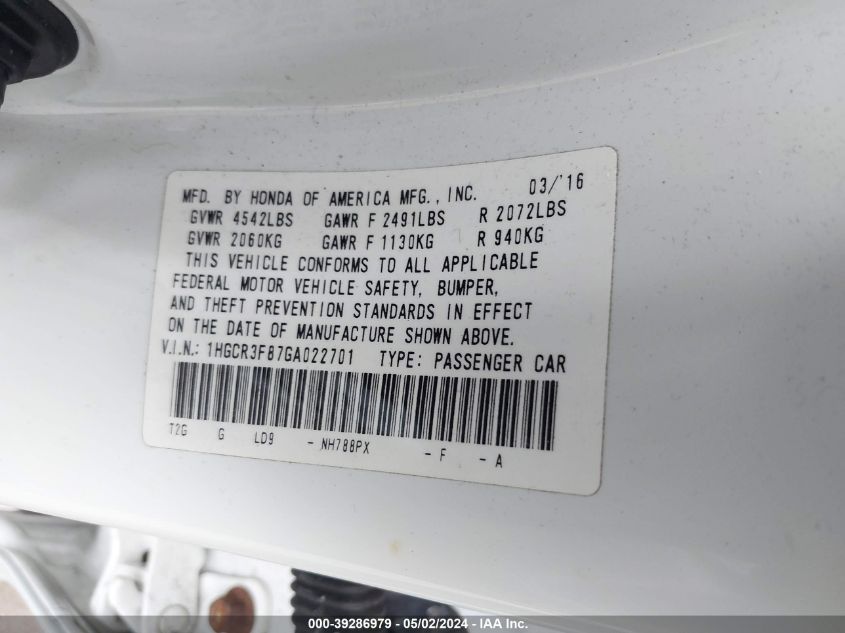 MFD. BY HONDA OF AMERICA MFG., INC. 03/'16
GVWR 4542LBS GAWR F 2491LBS R 2072LBS
GVWR 2060KG GAWR F 1130KG R 940KG
THIS VEHICLE CONFORMS TO ALL APPLICABLE
FEDERAL MOTOR VEHICLE SAFETY, BUMPER,
AND THEFT PREVENTION STANDARDS IN EFFECT
ON THE DATE OF MANUFACTURE SHOWN ABOVE.
V.I.N.: 1HGCR3F87GA022701 TYPE: PASSENGER CAR
T2G G LD9 - NH788PX - F - A
000-39286979 - 05/02/2024 - IAA Inc.